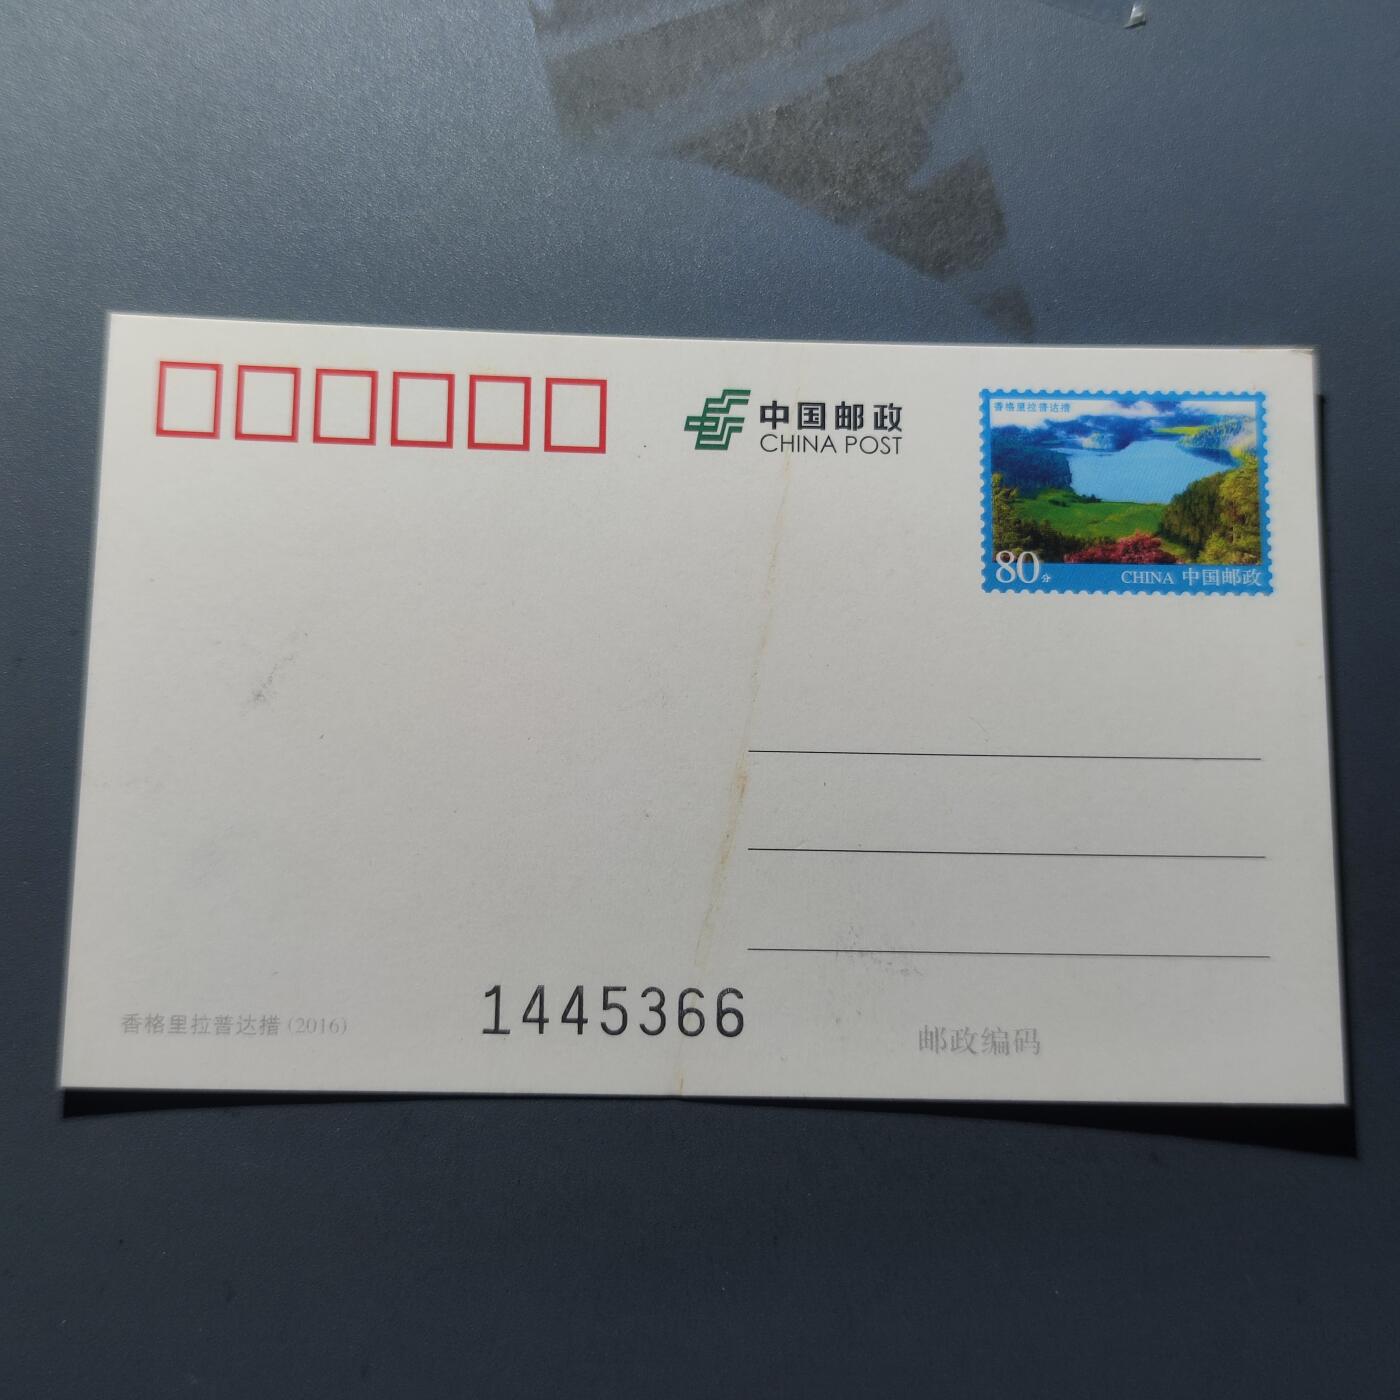 中国邮政
CHINA POST
香格里拉普达措
80分
CHINA 中国邮政
1445366
香格里拉普达措 (2016)
邮政编码